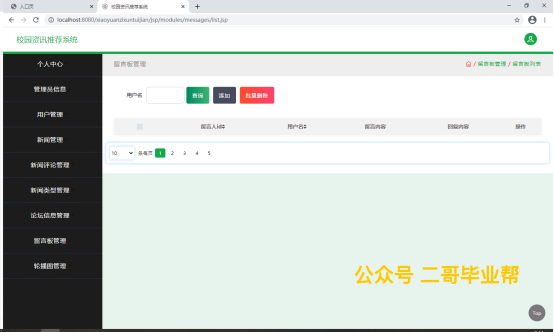 入口页
校园资讯推荐系统
localhost:8080/xiaoyuanzixuntuijian/jsp/modules/messages/list.jsp
校园资讯推荐系统
个人中心
管理员信息
用户管理
新闻管理
新闻评论管理
新闻类型管理
论坛信息管理
留言板管理
轮播图管理
留言板管理
/ 留言板管理 / 留言板列表
用户名
查询 添加 批量删除
留言人id 用户名 留言内容 回复内容 操作
10 条每页 1 2 3 4 5
公众号 二哥毕业帮
Top